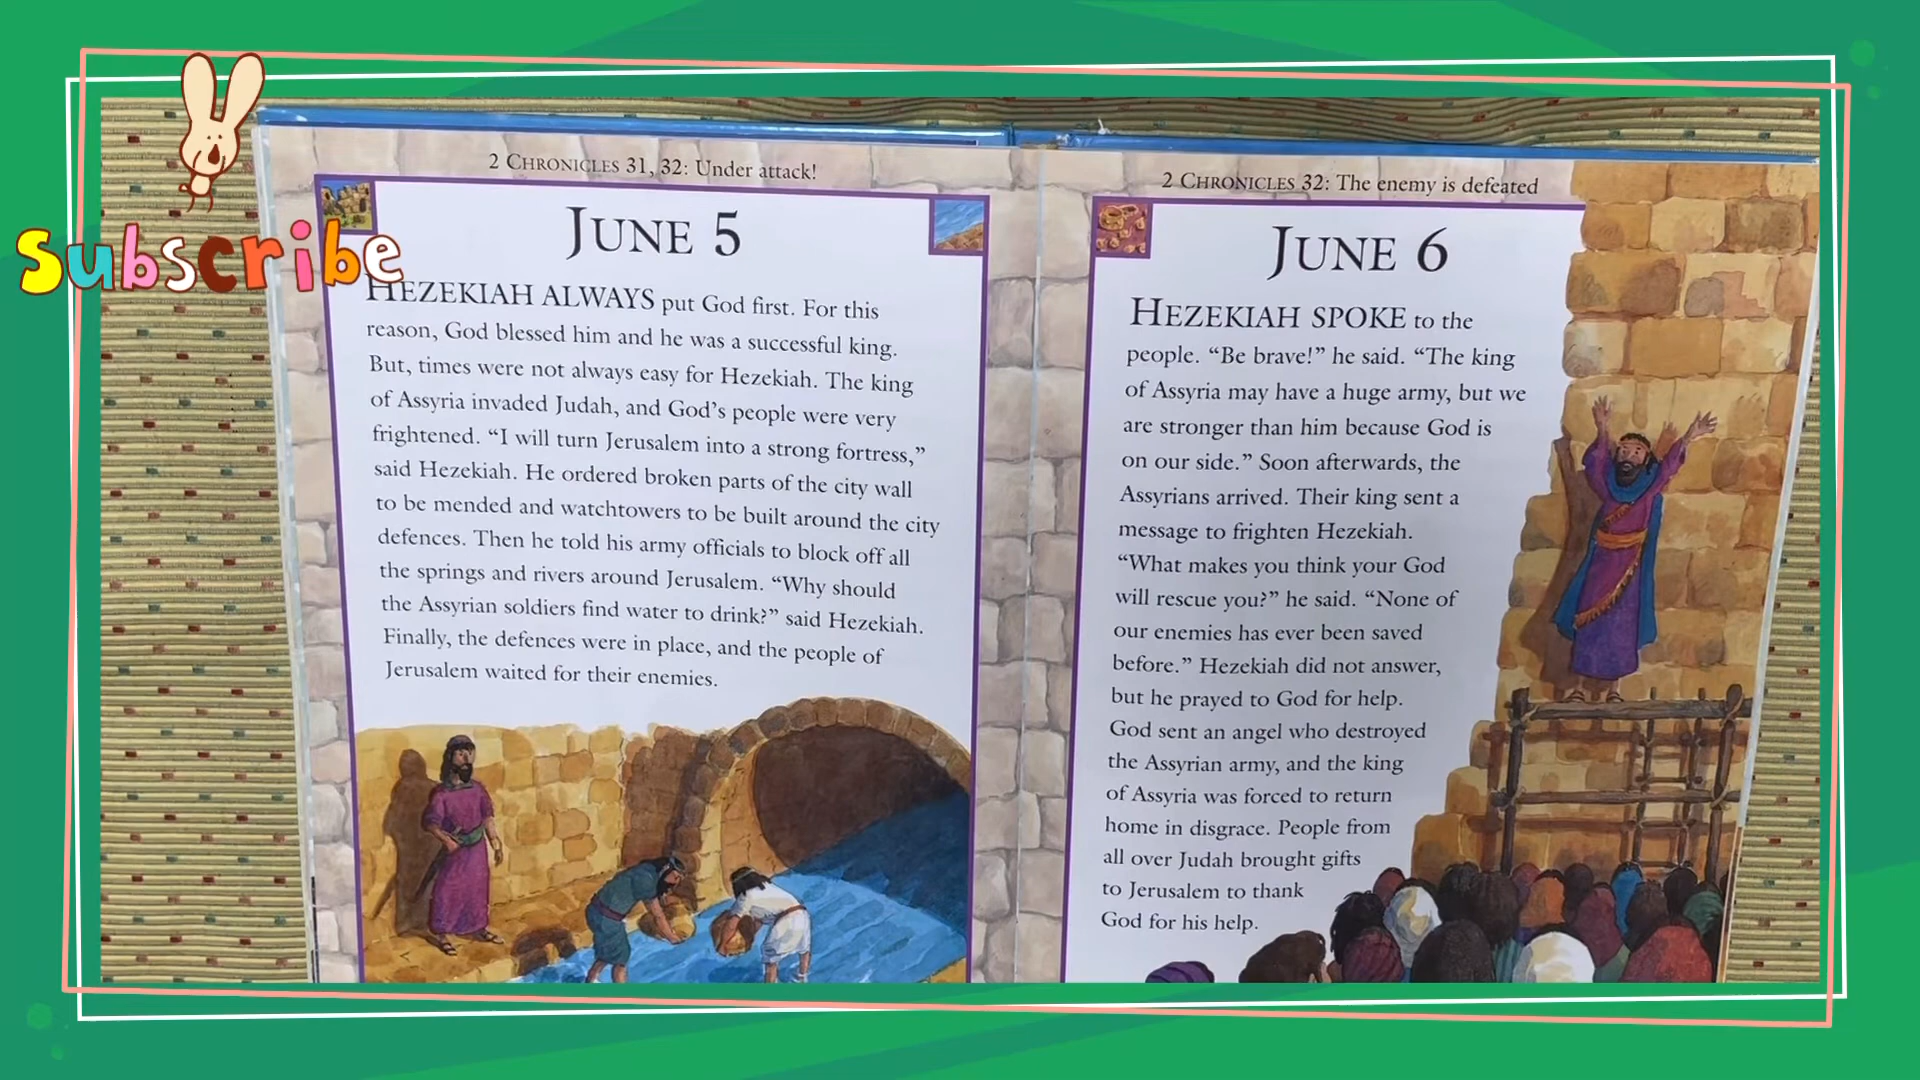 Subscribe
2 CHRONICLES 31, 32: Under attack!
JUNE 5
HEZEKIAH ALWAYS put God first. For this
reason, God blessed him and he was a successful king.
But, times were not always easy for Hezekiah. The king
of Assyria invaded Judah, and God's people were very
frightened. “I will turn Jerusalem into a strong fortress,”
said Hezekiah. He ordered broken parts of the city wall
to be mended and watchtowers to be built around the city
defences. Then he told his army officials to block off all
the springs and rivers around Jerusalem. “Why should
the Assyrian soldiers find water to drink?” said Hezekiah.
Finally, the defences were in place, and the people of
Jerusalem waited for their enemies.
2 CHRONICLES 32: The enemy is defeated
JUNE 6
HEZEKIAH SPOKE to the
people. “Be brave!” he said. “The king
of Assyria may have a huge army, but we
are stronger than him because God is
on our side.” Soon afterwards, the
Assyrians arrived. Their king sent a
message to frighten Hezekiah.
“What makes you think your God
will rescue you?” he said. “None of
our enemies has ever been saved
before.” Hezekiah did not answer,
but he prayed to God for help.
God sent an angel who destroyed
the Assyrian army, and the king
of Assyria was forced to return
home in disgrace. People from
all over Judah brought gifts
to Jerusalem to thank
God for his help.